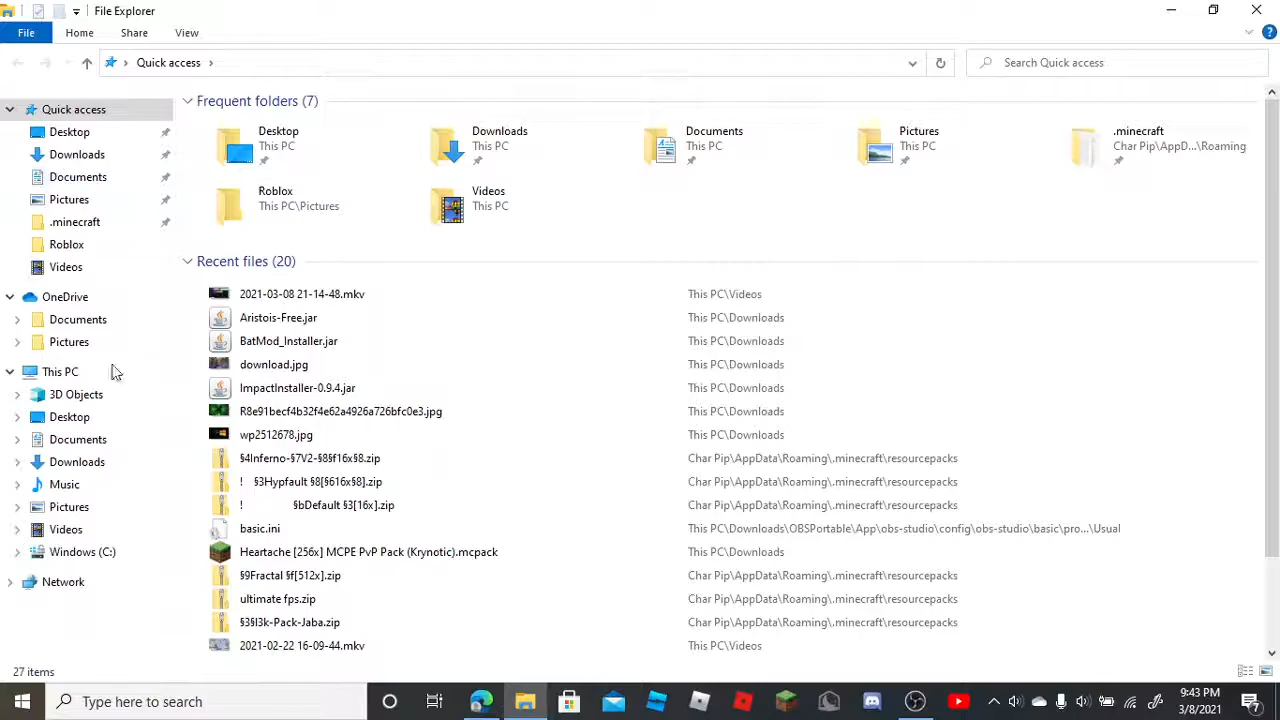 File Explorer
File Home Share View
Quick access
Search Quick access
Quick access
Desktop
Downloads
Documents
Pictures
.minecraft
Roblox
Videos
OneDrive
Documents
Pictures
This PC
3D Objects
Desktop
Documents
Downloads
Music
Pictures
Videos
Windows (C:)
Network
Frequent folders (7)
Desktop
This PC
Downloads
This PC
Documents
This PC
Pictures
This PC
.minecraft
Char Pip\AppD...\Roaming
Roblox
This PC\Pictures
Videos
This PC
Recent files (20)
2021-03-08 21-14-48.mkv This PC\Videos
Aristois-Free.jar This PC\Downloads
BatMod_Installer.jar This PC\Downloads
download.jpg This PC\Downloads
ImpactInstaller-0.9.4.jar This PC\Downloads
R8e91becf4b32f4e62a4926a726bfc0e3.jpg This PC\Downloads
wp2512678.jpg This PC\Downloads
§4Inferno-§7V2-§8§f16x§8].zip Char Pip\AppData\Roaming\.minecraft\resourcepacks
! §3Hypfault §8[§616x§8].zip Char Pip\AppData\Roaming\.minecraft\resourcepacks
! §bDefault §3[16x].zip Char Pip\AppData\Roaming\.minecraft\resourcepacks
basic.ini This PC\Downloads\OBSPortable\App\obs-studio\config\obs-studio\basic\pro...\Usual
Heartache [256x] MCPE PvP Pack (Krynotic).mcpack This PC\Downloads
§9Fractal §f[512x].zip Char Pip\AppData\Roaming\.minecraft\resourcepacks
ultimate fps.zip Char Pip\AppData\Roaming\.minecraft\resourcepacks
§3§l3k-Pack-Jaba.zip Char Pip\AppData\Roaming\.minecraft\resourcepacks
2021-02-22 16-09-44.mkv This PC\Videos
27 items
Type here to search
9:43 PM
3/8/2021
7